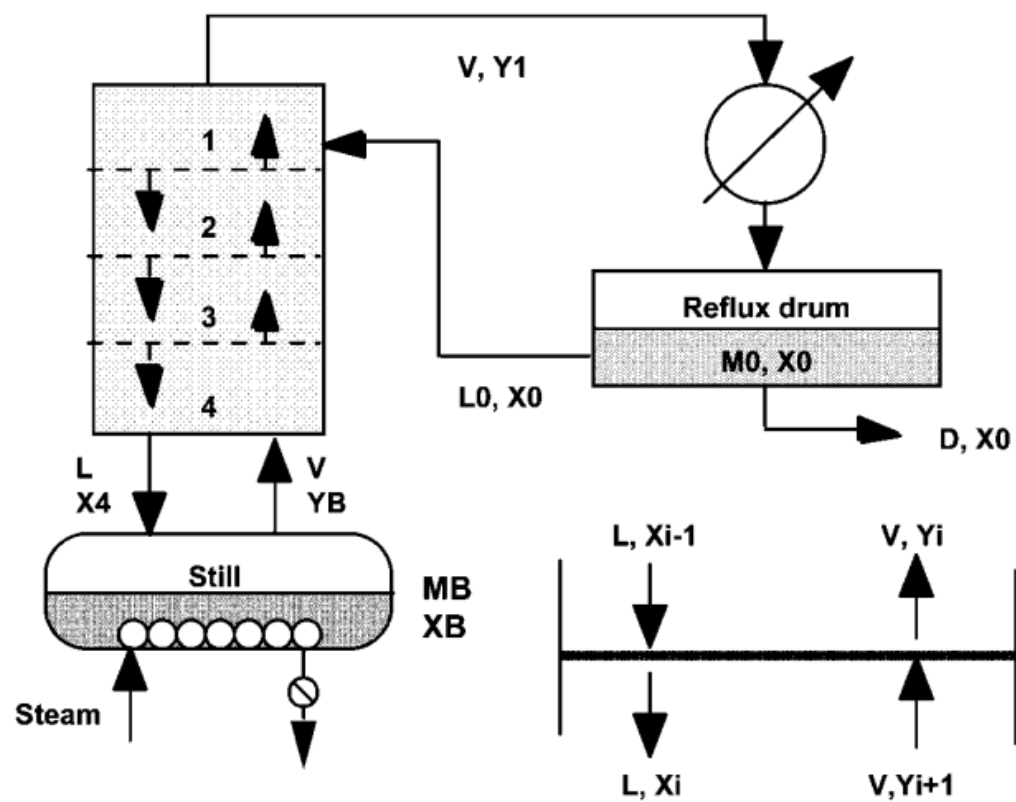 V, Y1
1
2
3
4
Reflux drum
M0, X0
L0, X0
D, X0
L
X4
V
YB
Still
MB
XB
Steam
L, Xi-1
V, Yi
L, Xi
V,Yi+1